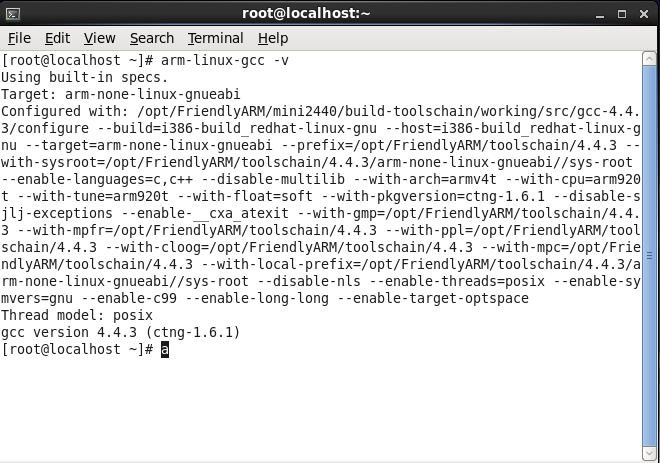 root@localhost:~
File Edit View Search Terminal Help
[root@localhost ~]# arm-linux-gcc -v
Using built-in specs.
Target: arm-none-linux-gnueabi
Configured with: /opt/FriendlyARM/mini2440/build-toolschain/working/src/gcc-4.4.
3/configure --build=i386-build_redhat-linux-gnu --host=i386-build_redhat-linux-g
nu --target=arm-none-linux-gnueabi --prefix=/opt/FriendlyARM/toolschain/4.4.3 --
with-sysroot=/opt/FriendlyARM/toolschain/4.4.3/arm-none-linux-gnueabi//sys-root
--enable-languages=c,c++ --disable-multilib --with-arch=armv4t --with-cpu=arm920
t --with-tune=arm920t --with-float=soft --with-pkgversion=ctng-1.6.1 --disable-s
jlj-exceptions --enable-__cxa_atexit --with-gmp=/opt/FriendlyARM/toolschain/4.4.
3 --with-mpfr=/opt/FriendlyARM/toolschain/4.4.3 --with-ppl=/opt/FriendlyARM/tool
schain/4.4.3 --with-cloog=/opt/FriendlyARM/toolschain/4.4.3 --with-mpc=/opt/Frie
ndlyARM/toolschain/4.4.3 --with-local-prefix=/opt/FriendlyARM/toolschain/4.4.3/a
rm-none-linux-gnueabi//sys-root --disable-nls --enable-threads=posix --enable-sy
mvers=gnu --enable-c99 --enable-long-long --enable-target-optspace
Thread model: posix
gcc version 4.4.3 (ctng-1.6.1)
[root@localhost ~]# a